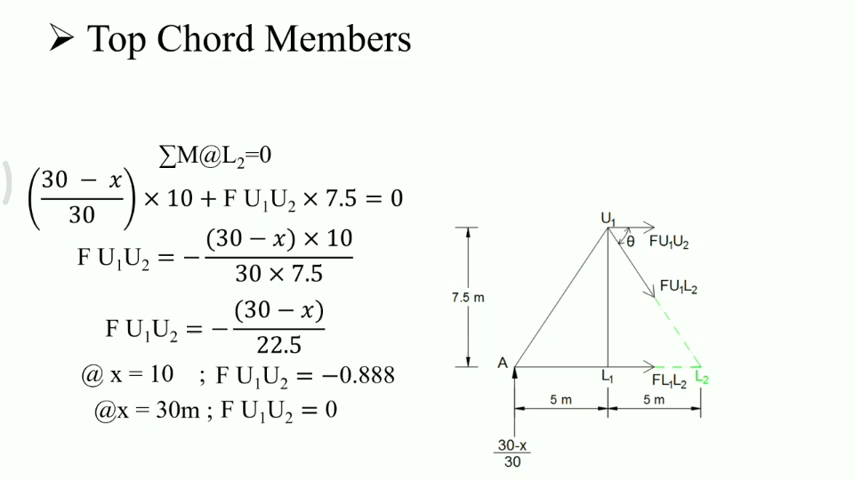 ➤ Top Chord Members
∑M@L₂=0
((30 − x)/30) × 10 + F U₁U₂ × 7.5 = 0
F U₁U₂ = −((30 − x) × 10)/(30 × 7.5)
F U₁U₂ = −(30 − x)/22.5
@ x = 10 ; F U₁U₂ = −0.888
@x = 30m ; F U₁U₂ = 0
U₁
θ FU₁U₂
FU₁L₂
7.5 m
A
L₁ FL₁L₂ L₂
5 m 5 m
30-x
30